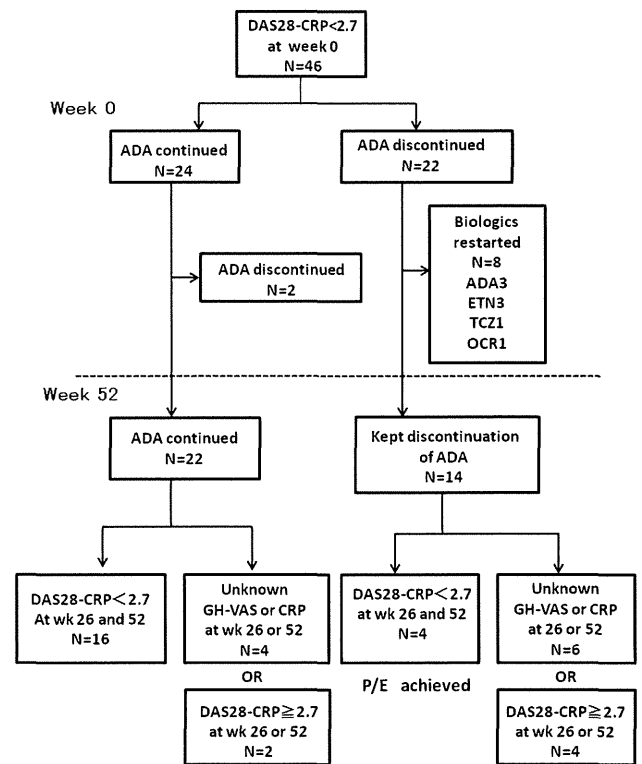 DAS28-CRP<2.7
at week 0
N=46
Week 0
ADA continued
N=24
ADA discontinued
N=22
ADA discontinued
N=2
Biologics
restarted
N=8
ADA3
ETN3
TCZ1
OCR1
Week 52
ADA continued
N=22
Kept discontinuation
of ADA
N=14
DAS28-CRP<2.7
At wk 26 and 52
N=16
Unknown
GH-VAS or CRP
at wk 26 or 52
N=4
OR
DAS28-CRP≧2.7
at wk 26 or 52
N=2
DAS28-CRP<2.7
at wk 26 and 52
N=4
P/E achieved
Unknown
GH-VAS or CRP
at 26 or 52
N=6
OR
DAS28-CRP≧2.7
at wk 26 or 52
N=4